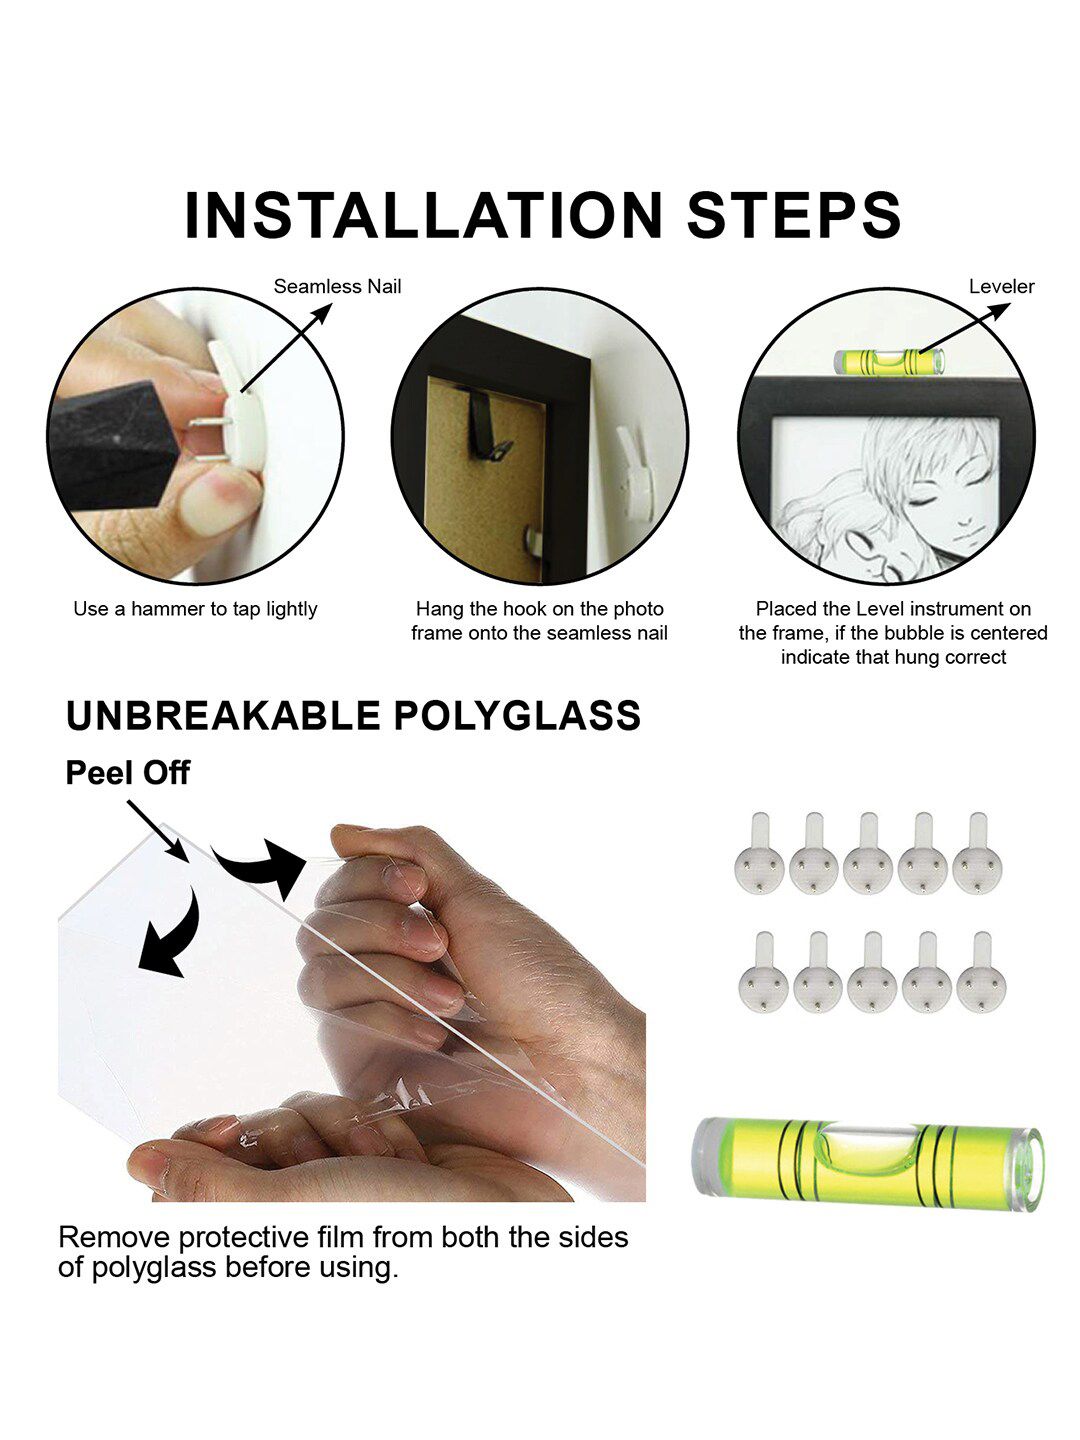 INSTALLATION STEPS
Seamless Nail
Leveler
Use a hammer to tap lightly
Hang the hook on the photo
frame onto the seamless nail
Placed the Level instrument on
the frame, if the bubble is centered
indicate that hung correct
UNBREAKABLE POLYGLASS
Peel Off
Remove protective film from both the sides
of polyglass before using.